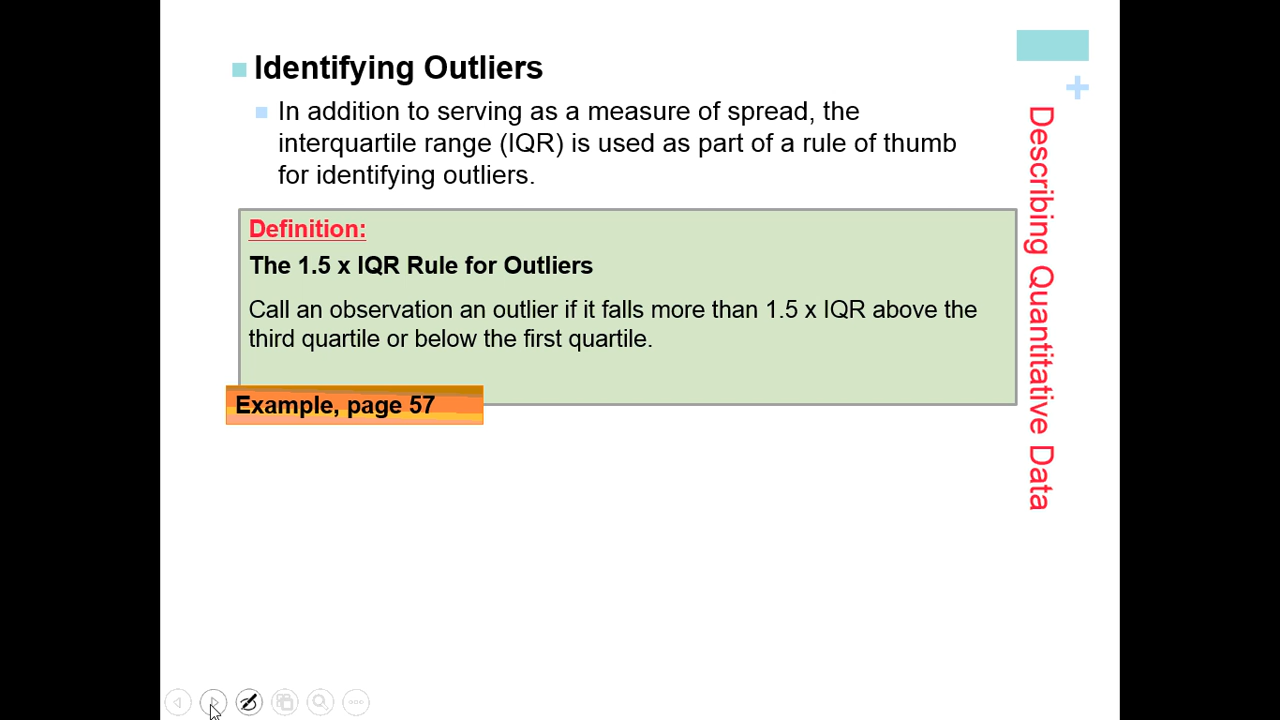 Identifying Outliers
In addition to serving as a measure of spread, the
interquartile range (IQR) is used as part of a rule of thumb
for identifying outliers.
Definition:
The 1.5 x IQR Rule for Outliers
Call an observation an outlier if it falls more than 1.5 x IQR above the
third quartile or below the first quartile.
Example, page 57
+
Describing Quantitative Data